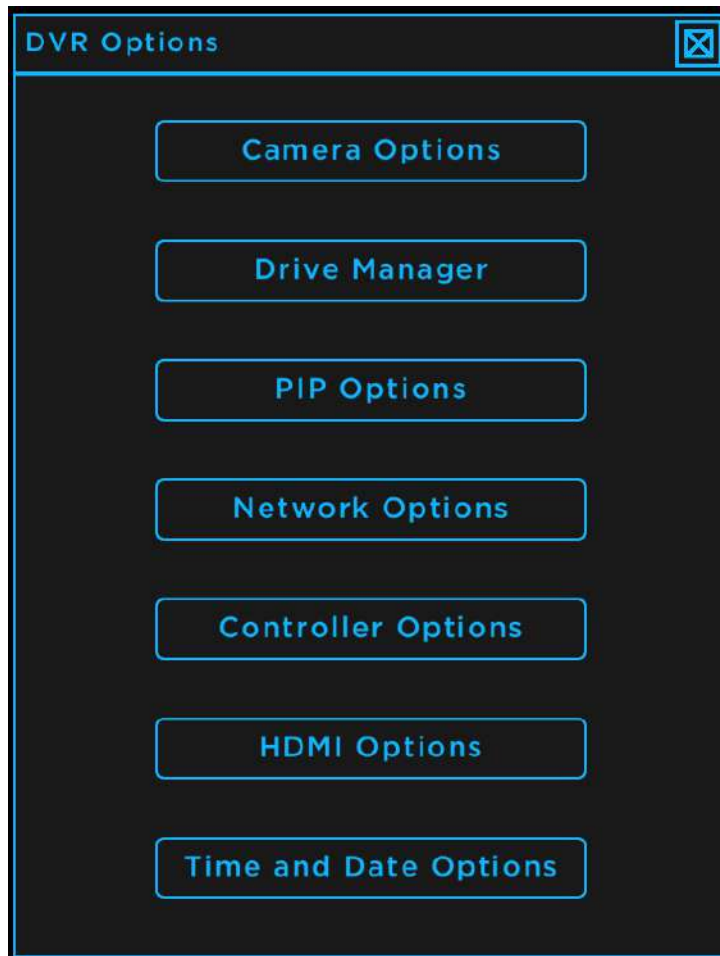 DVR Options
Camera Options
Drive Manager
PIP Options
Network Options
Controller Options
HDMI Options
Time and Date Options